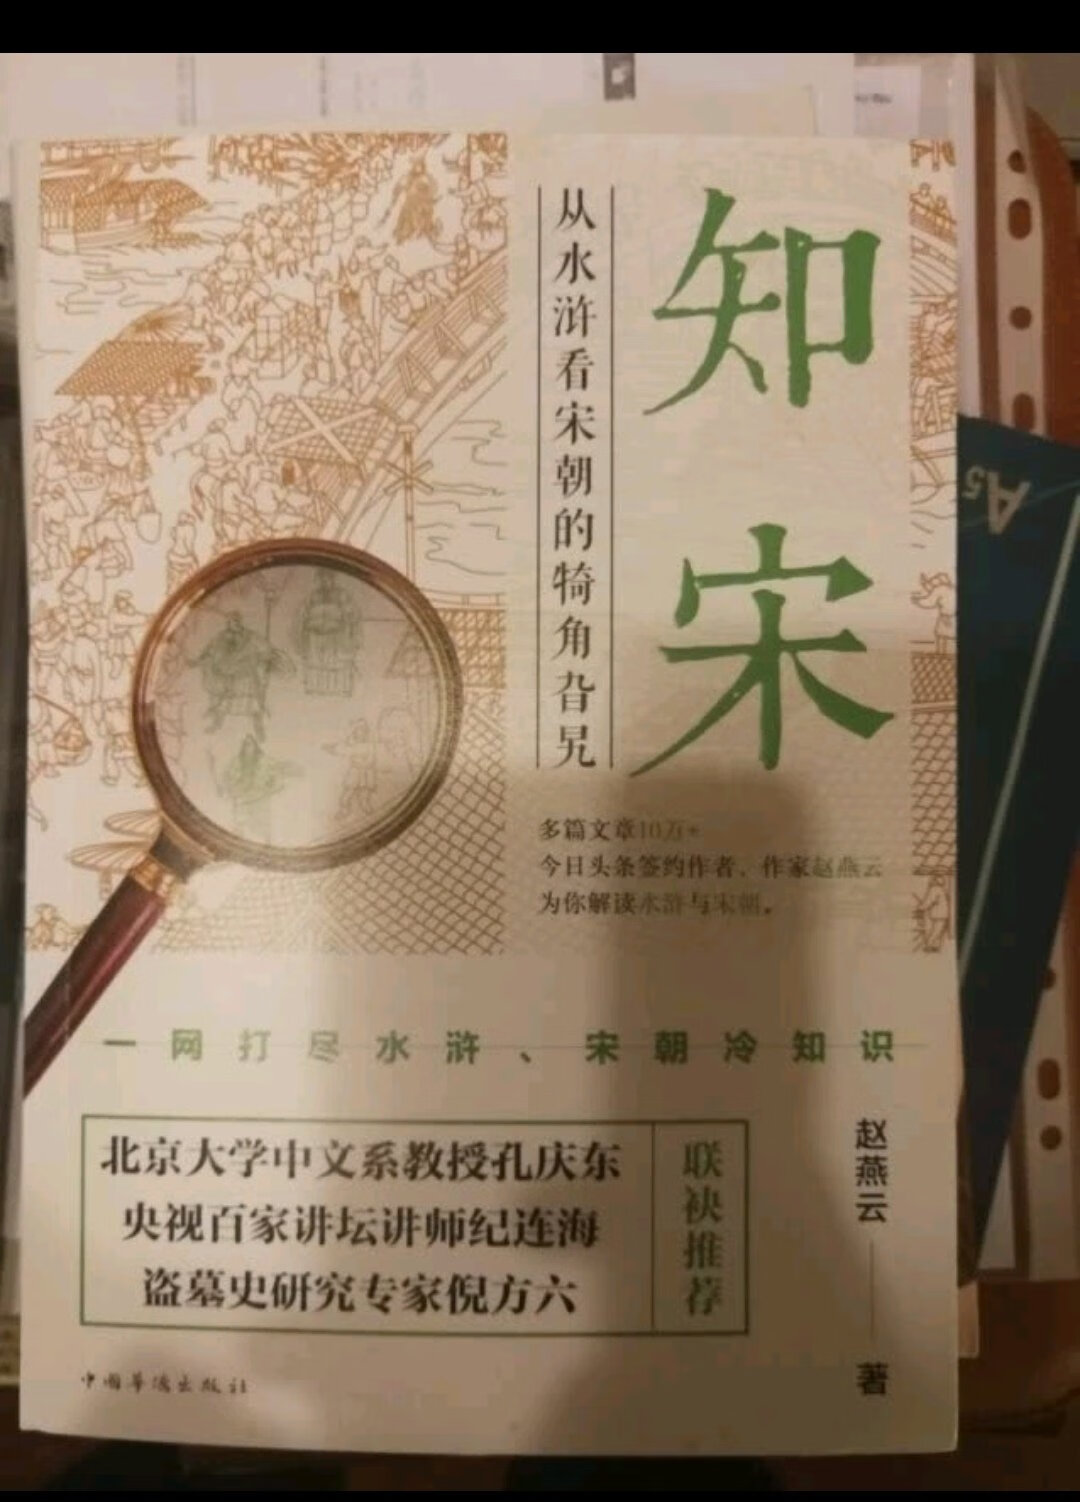 知宋
从水浒看宋朝的犄角旮旯
多篇文章10万+
今日头条签约作者、作家赵燕云
为你解读水浒与宋朝。
一网打尽水浒、宋朝冷知识
北京大学中文系教授孔庆东
央视百家讲坛讲师纪连海
盗墓史研究专家倪方六
联袂推荐
赵燕云
著
中国华侨出版社
A5